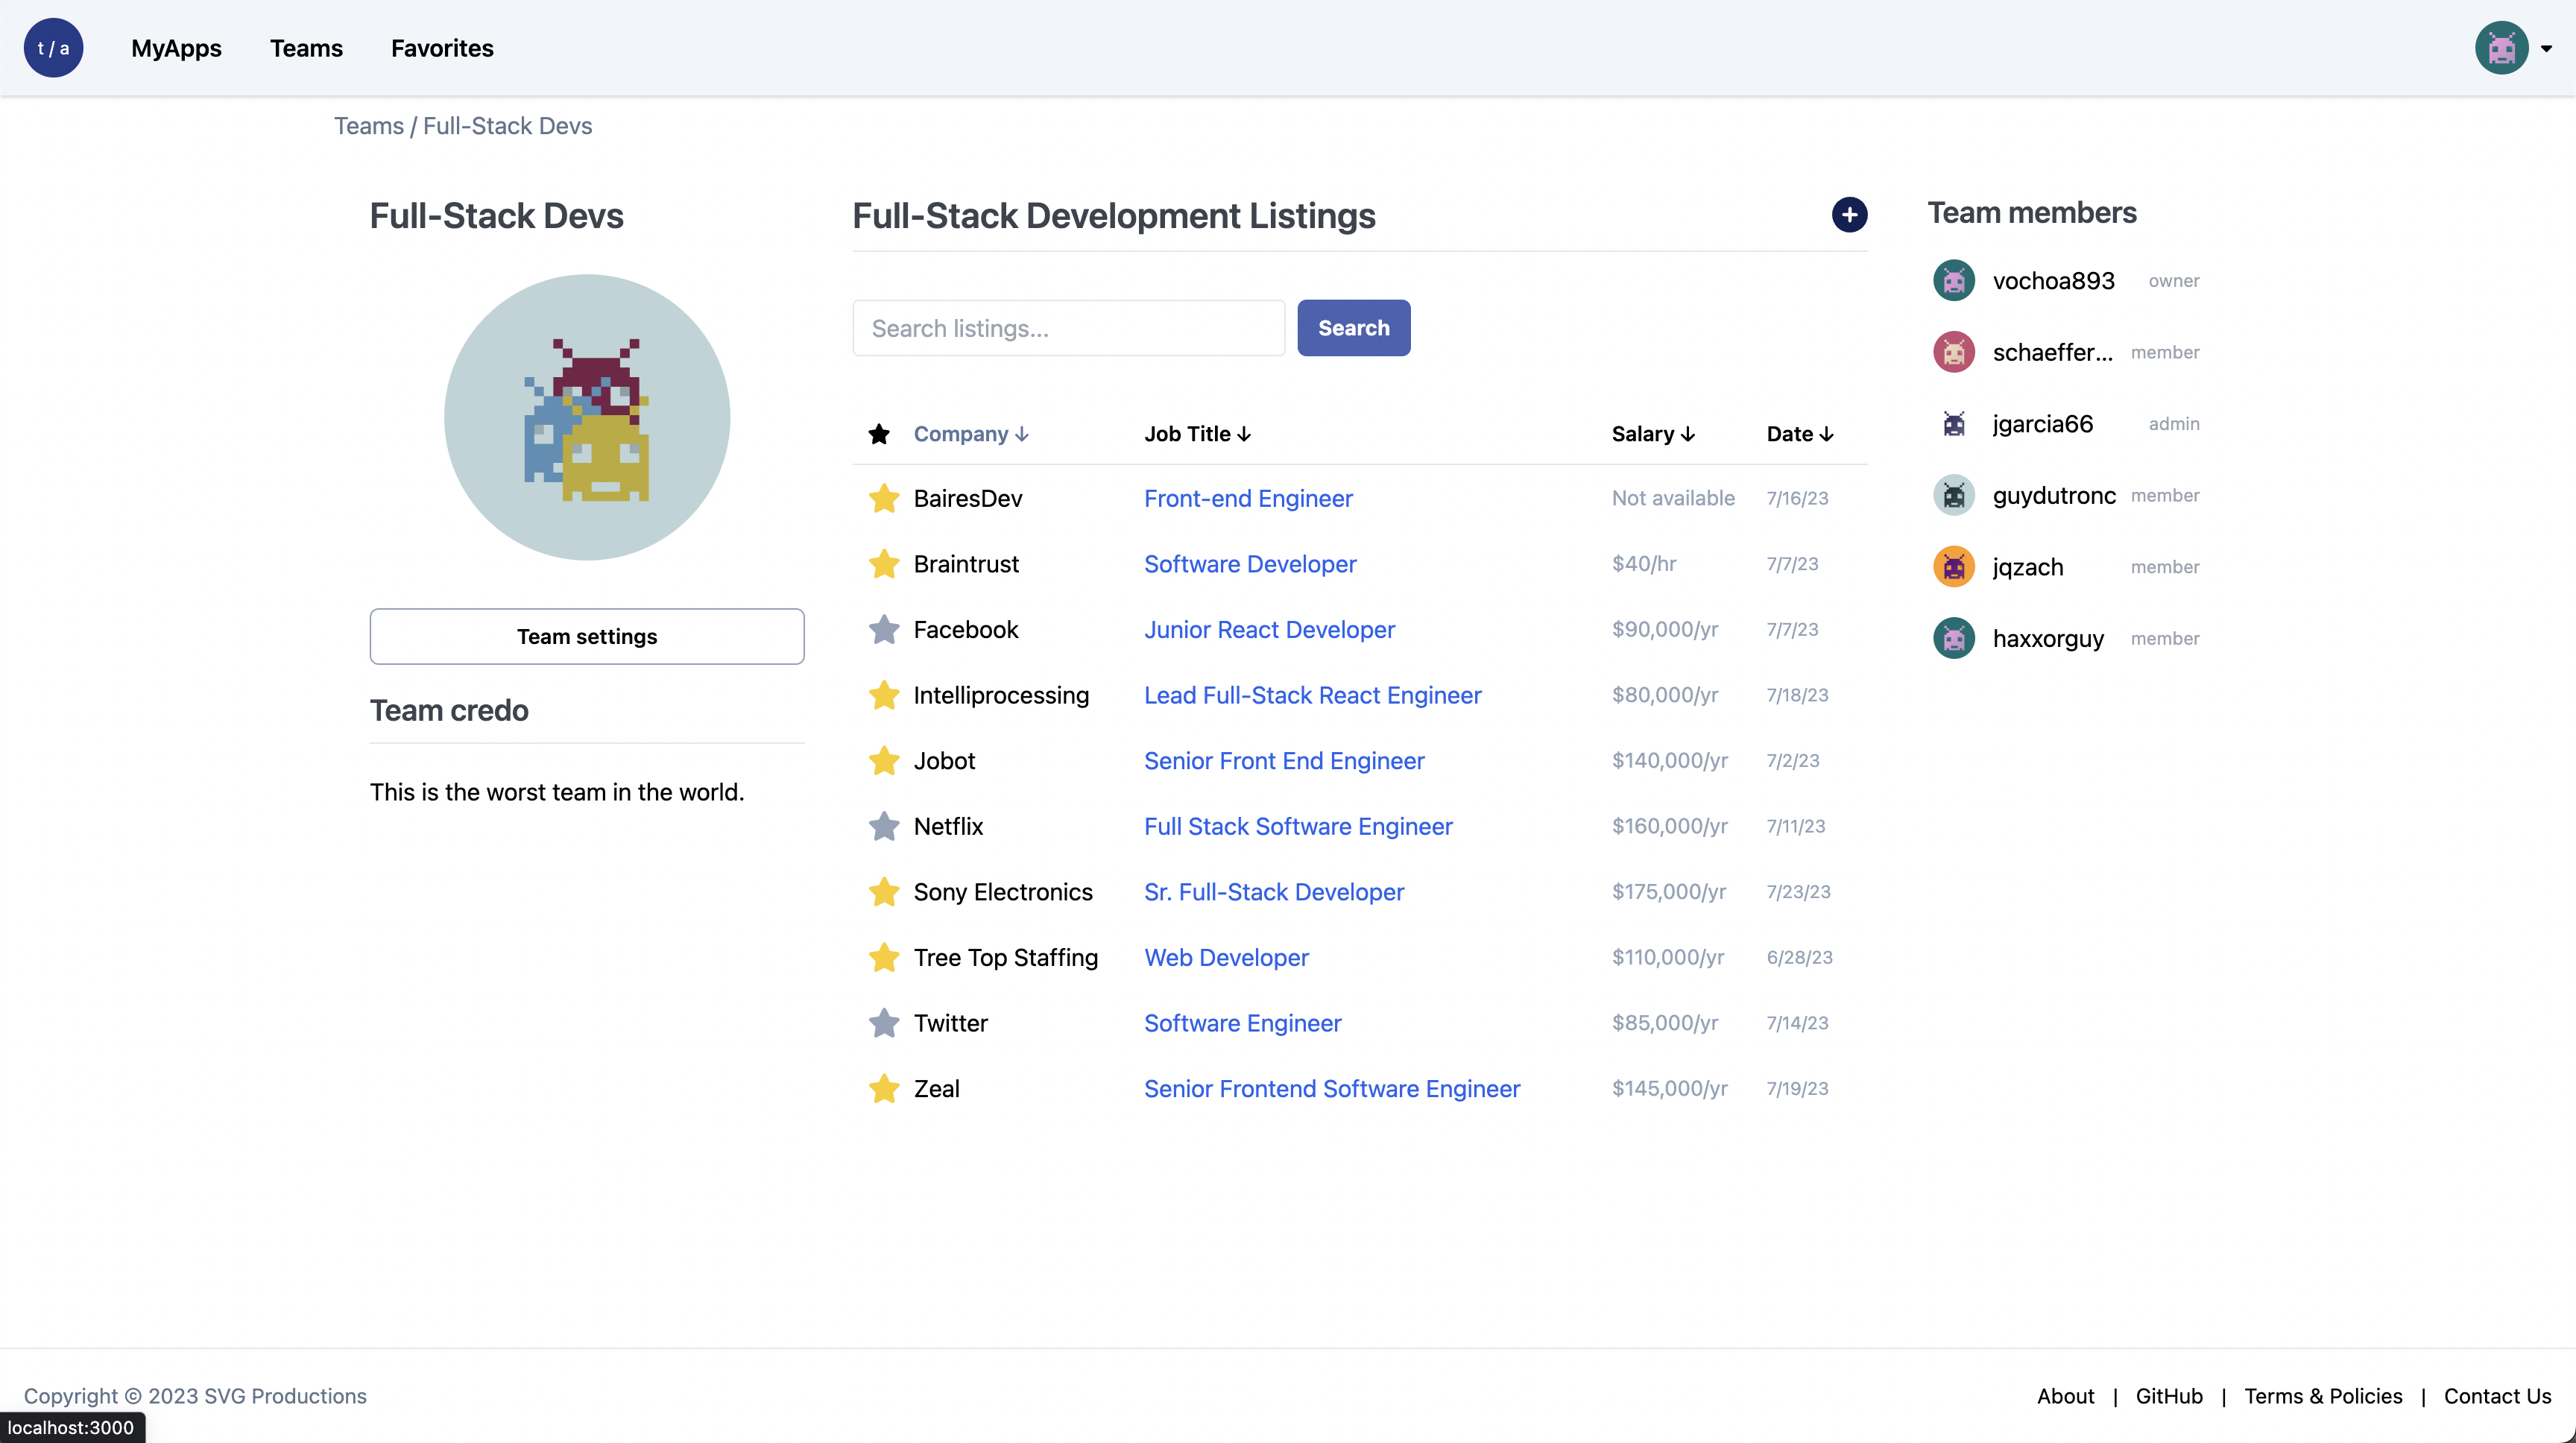 t / a MyApps Teams Favorites
Teams / Full-Stack Devs
Full-Stack Devs
Team settings
Team credo
This is the worst team in the world.
Full-Stack Development Listings
Search listings... Search
Company Job Title Salary Date
BairesDev Front-end Engineer Not available 7/16/23
Braintrust Software Developer $40/hr 7/7/23
Facebook Junior React Developer $90,000/yr 7/7/23
Intelliprocessing Lead Full-Stack React Engineer $80,000/yr 7/18/23
Jobot Senior Front End Engineer $140,000/yr 7/2/23
Netflix Full Stack Software Engineer $160,000/yr 7/11/23
Sony Electronics Sr. Full-Stack Developer $175,000/yr 7/23/23
Tree Top Staffing Web Developer $110,000/yr 6/28/23
Twitter Software Engineer $85,000/yr 7/14/23
Zeal Senior Frontend Software Engineer $145,000/yr 7/19/23
Team members
vochoa893 owner
schaeffer... member
jgarcia66 admin
guydutronc member
jqzach member
haxxorguy member
Copyright © 2023 SVG Productions
About | GitHub | Terms & Policies | Contact Us
localhost:3000